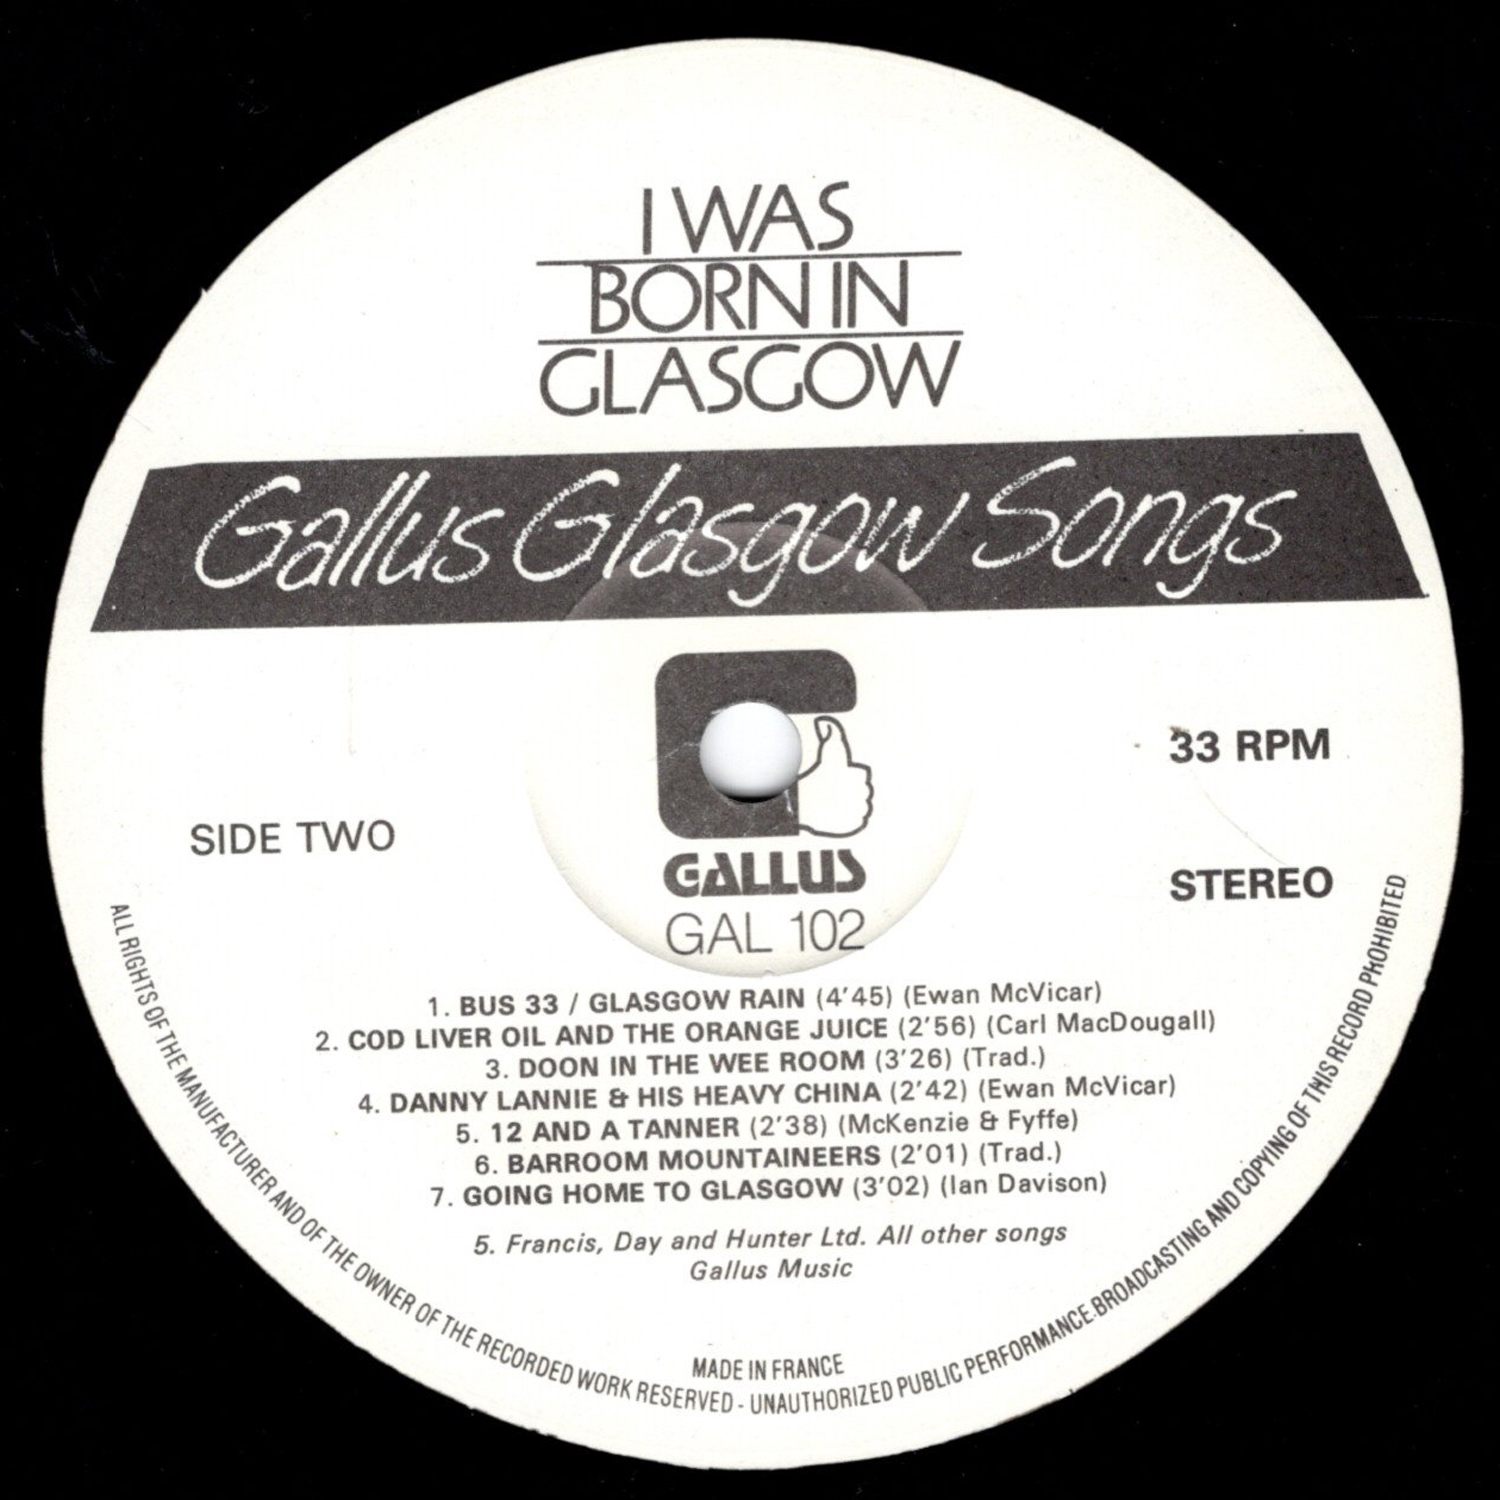 I WAS
BORN IN
GLASGOW
Gallus Glasgow Songs
33 RPM
SIDE TWO
GALLUS
STEREO
GAL 102
1. BUS 33 / GLASGOW RAIN (4'45) (Ewan McVicar)
2. COD LIVER OIL AND THE ORANGE JUICE (2'56) (Carl MacDougall)
3. DOON IN THE WEE ROOM (3'26) (Trad.)
4. DANNY LANNIE & HIS HEAVY CHINA (2'42) (Ewan McVicar)
5. 12 AND A TANNER (2'38) (McKenzie & Fyffe)
6. BARROOM MOUNTAINEERS (2'01) (Trad.)
7. GOING HOME TO GLASGOW (3'02) (Ian Davison)
5. Francis, Day and Hunter Ltd. All other songs
Gallus Music
MADE IN FRANCE
ALL RIGHTS OF THE MANUFACTURER AND OF THE OWNER OF THE RECORDED WORK RESERVED - UNAUTHORIZED PUBLIC PERFORMANCE.BROADCASTING AND COPYING OF THIS RECORD PROHIBITED